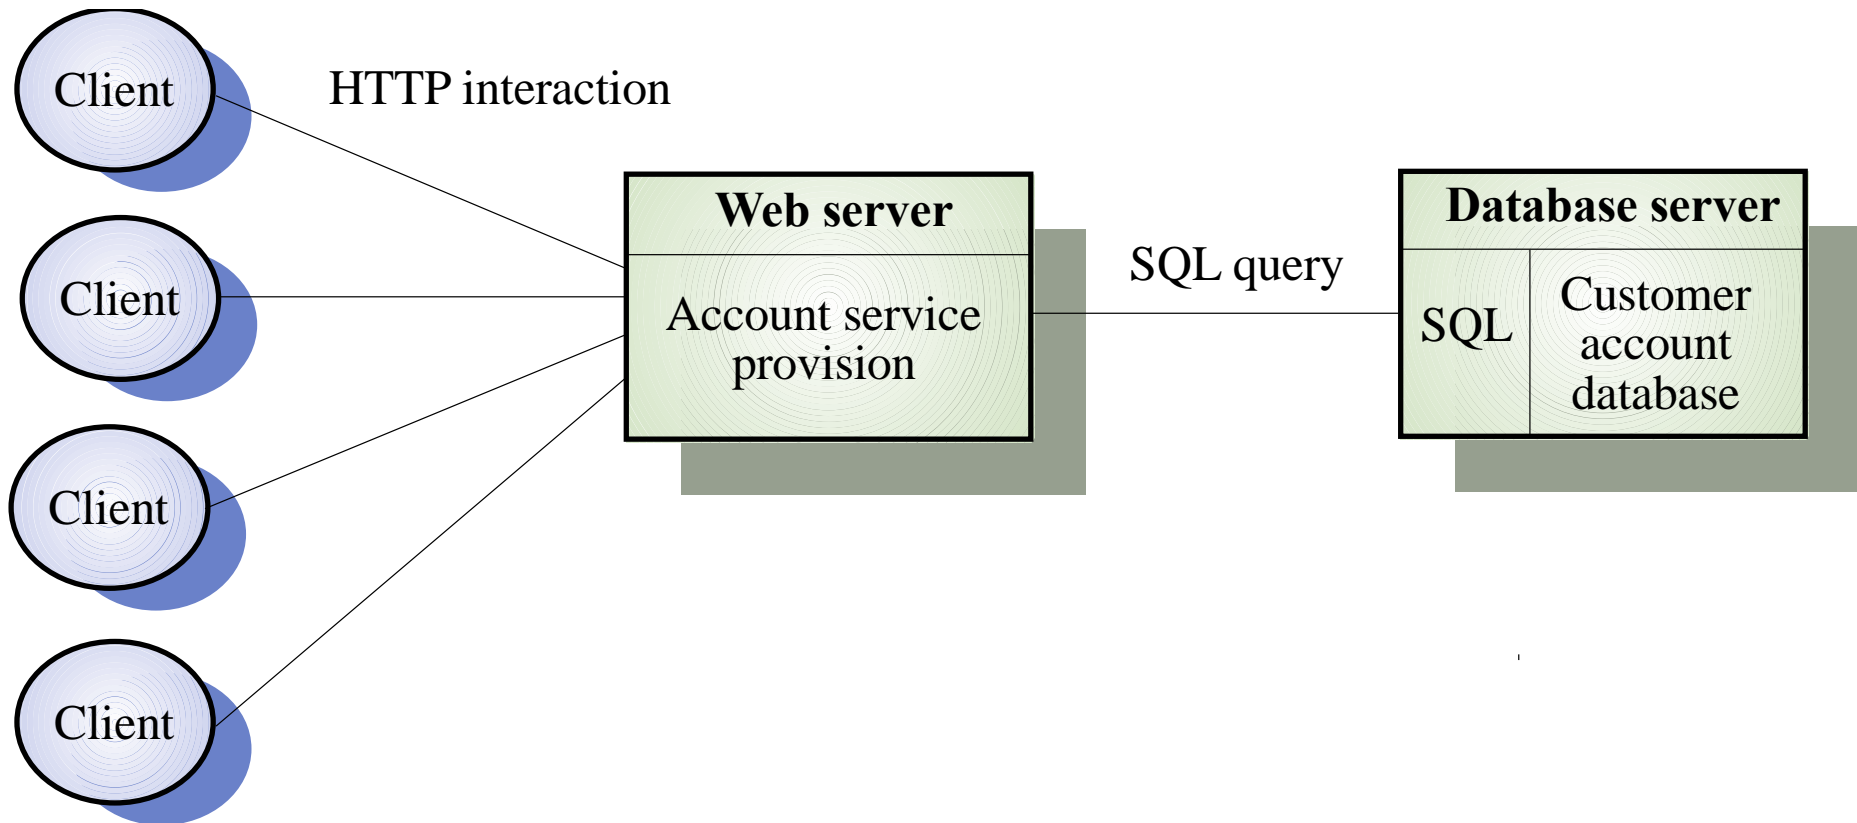 Client
HTTP interaction
Client
Client
Client
Web server
Account service
provision
SQL query
Database server
SQL
Customer
account
database